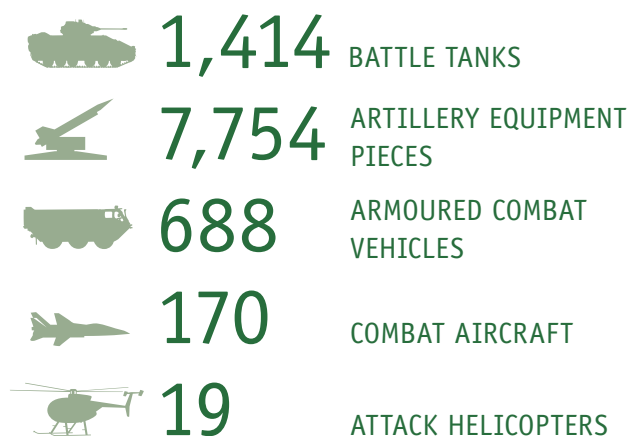 1,414 BATTLE TANKS
7,754 ARTILLERY EQUIPMENT
PIECES
688 ARMOURED COMBAT
VEHICLES
170 COMBAT AIRCRAFT
19 ATTACK HELICOPTERS